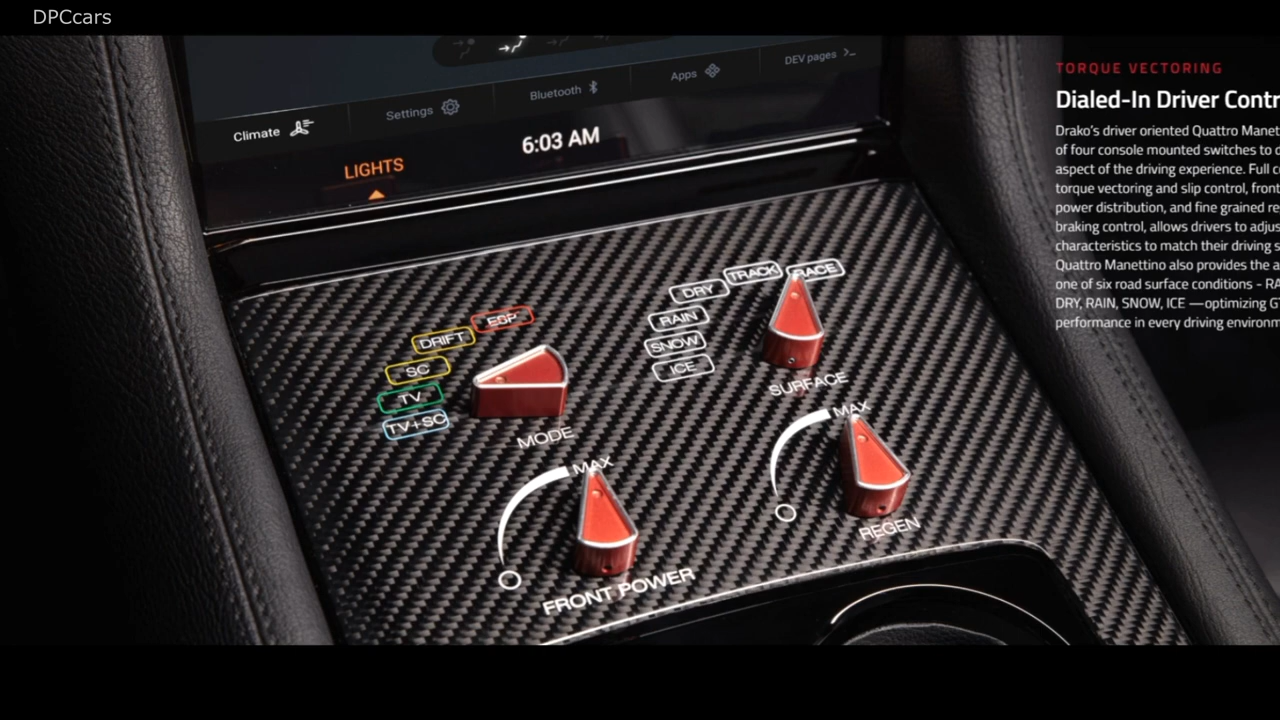 DPCcars
DEV pages >_
Apps
Bluetooth
Settings
Climate
6:03 AM
LIGHTS
TORQUE VECTORING
Dialed-In Driver Contr
Drako's driver oriented Quattro Manet
of four console mounted switches to
aspect of the driving experience. Full
torque vectoring and slip control, front
power distribution, and fine grained re
braking control, allows drivers to adjus
characteristics to match their driving s
Quattro Manettino also provides the a
one of six road surface conditions - RA
DRY, RAIN, SNOW, ICE —optimizing G
performance in every driving environm
ESP
DRIFT
SC
TV
TV+SC
MODE
RACE
TRACK
DRY
RAIN
SNOW
ICE
SURFACE
MAX
FRONT POWER
MAX
REGEN